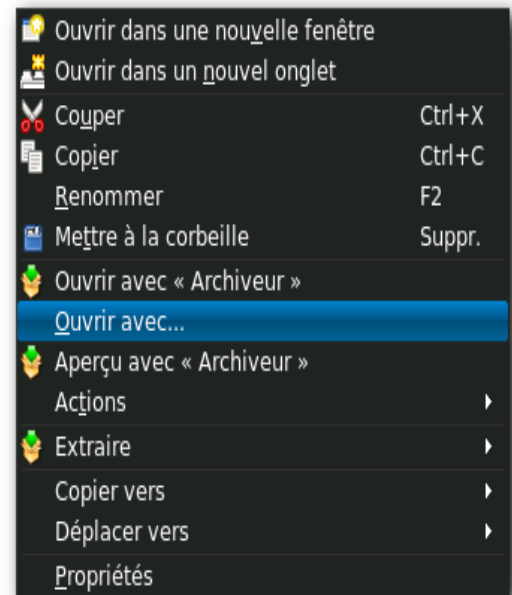 Ouvrir dans une nouvelle fenêtre
Ouvrir dans un nouvel onglet
Couper Ctrl+X
Copier Ctrl+C
Renommer F2
Mettre à la corbeille Suppr.
Ouvrir avec « Archiveur »
Ouvrir avec...
Aperçu avec « Archiveur »
Actions
Extraire
Copier vers
Déplacer vers
Propriétés